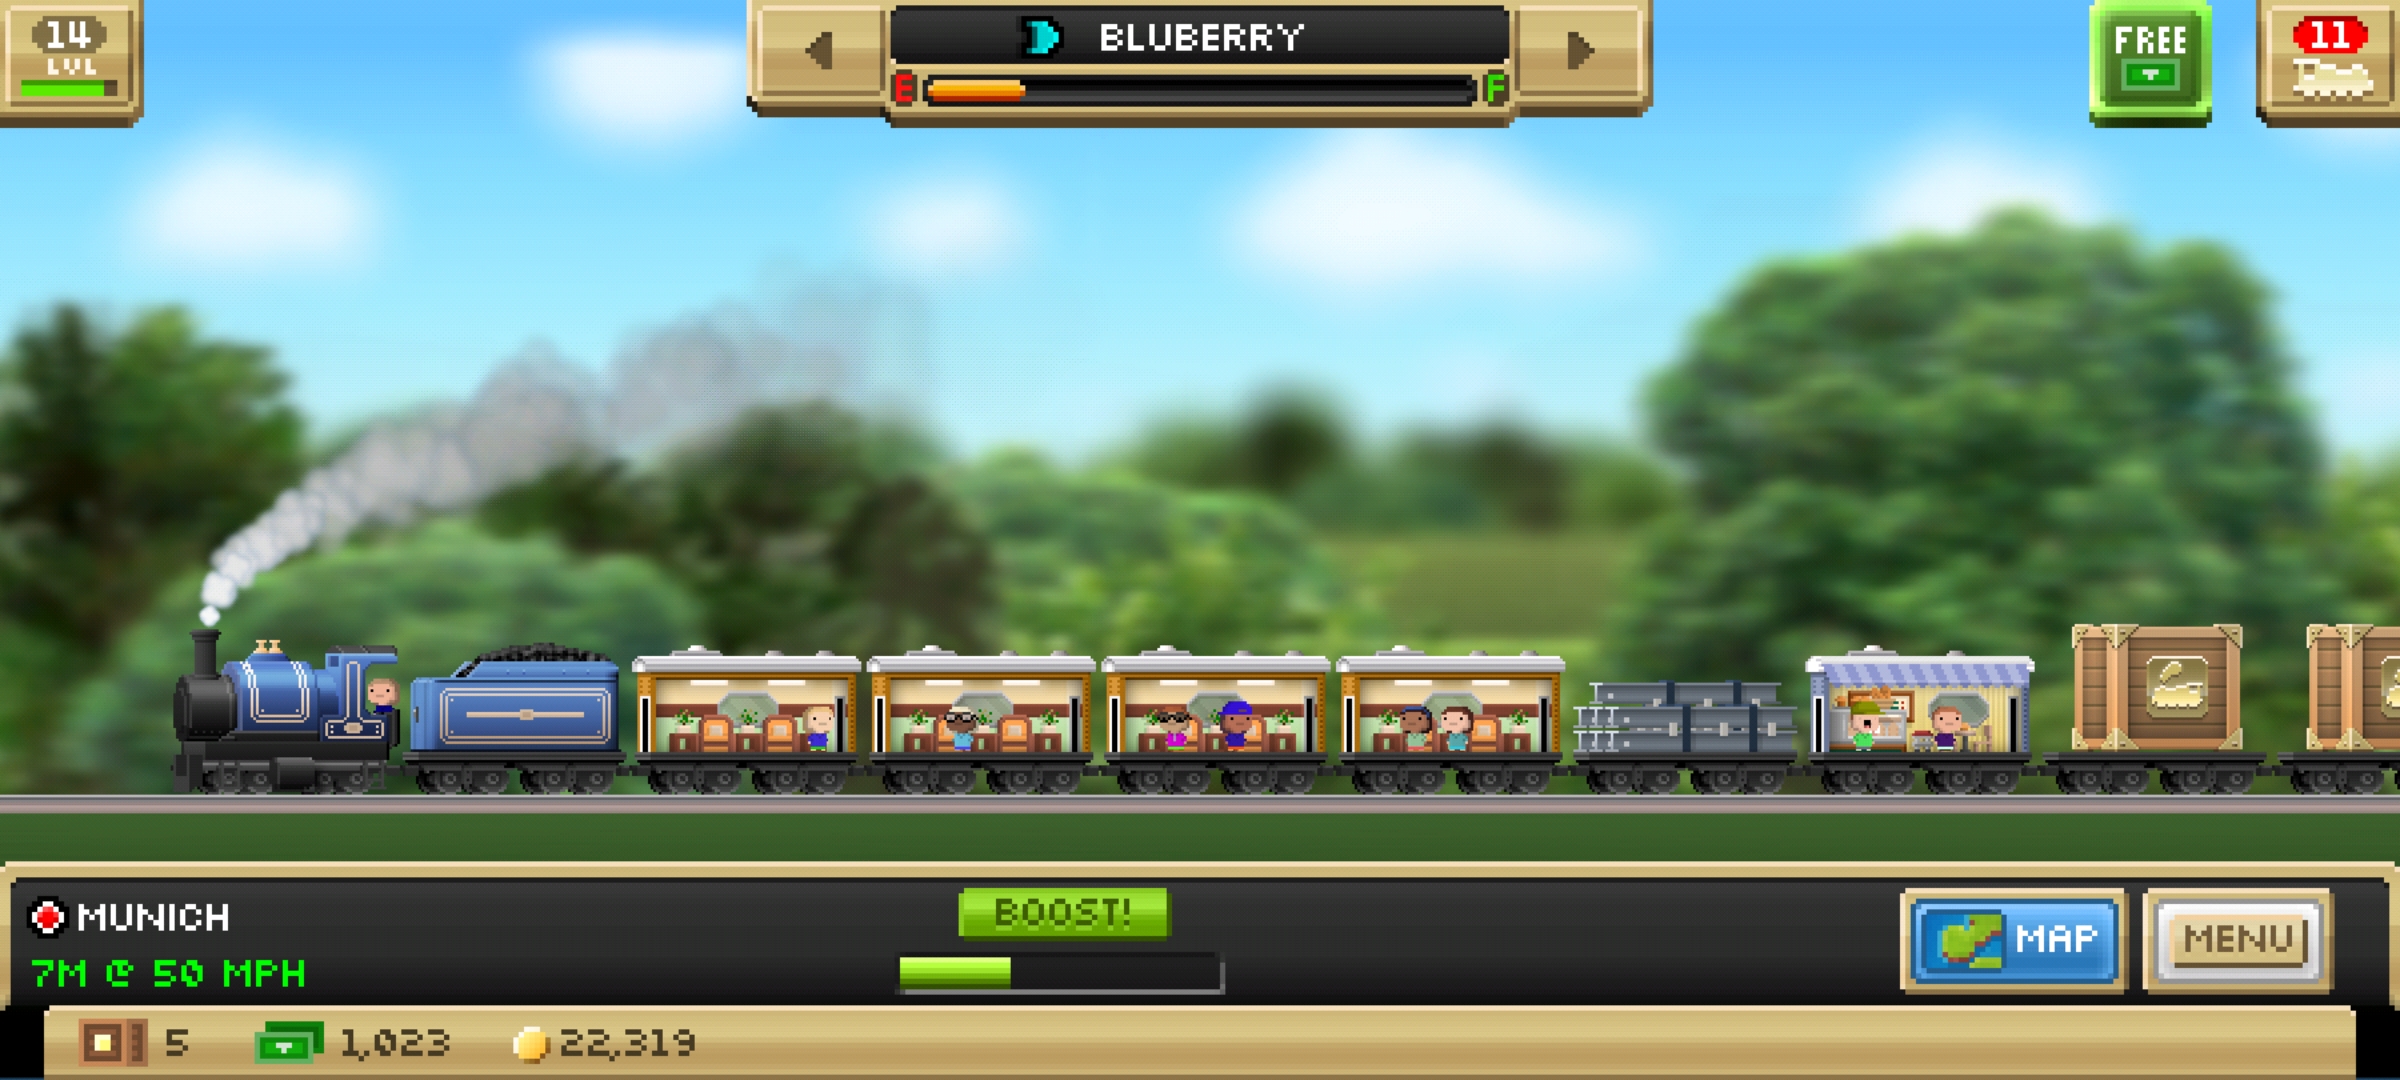 14
LVL
BLUBERRY
E F
FREE
11
MUNICH
7M @ 50 MPH
BOOST!
MAP
MENU
5
1,023
22,319